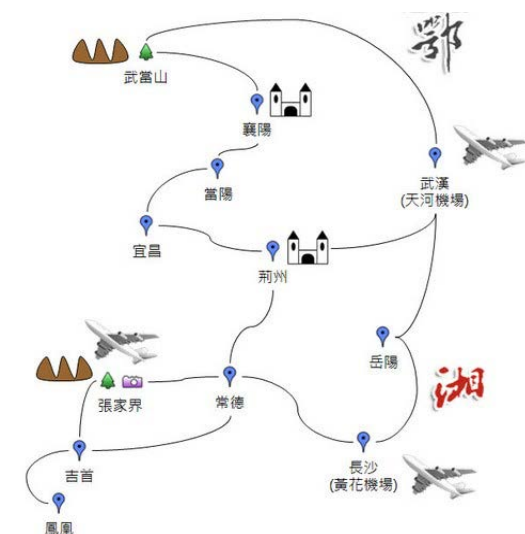 鄂
武當山
襄陽
武漢
(天河機場)
當陽
宜昌
荊州
岳陽
湘
張家界
常德
長沙
(黃花機場)
吉首
鳳凰